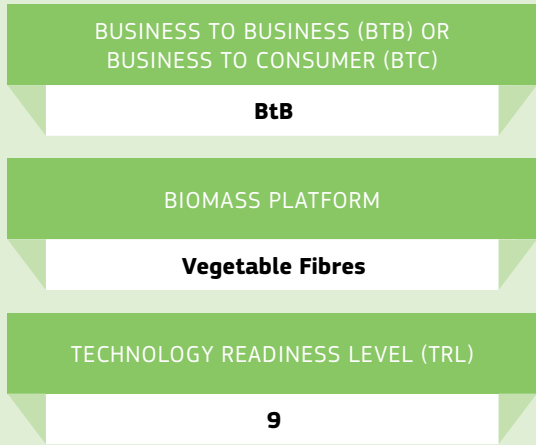 BUSINESS TO BUSINESS (BTB) OR
BUSINESS TO CONSUMER (BTC)
BtB
BIOMASS PLATFORM
Vegetable Fibres
TECHNOLOGY READINESS LEVEL (TRL)
9